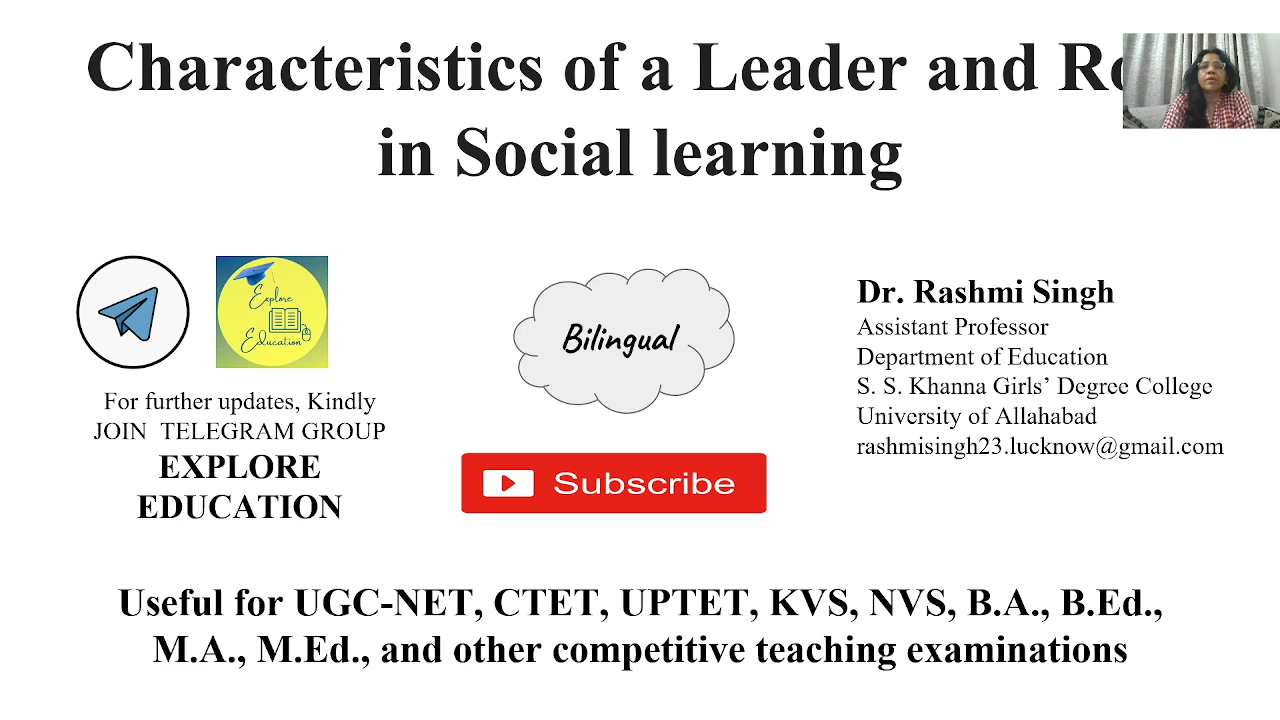 Characteristics of a Leader and
in Social learning
Explore
Education
For further updates, Kindly
JOIN TELEGRAM GROUP
EXPLORE
EDUCATION
Bilingual
Subscribe
Dr. Rashmi Singh
Assistant Professor
Department of Education
S. S. Khanna Girls’ Degree College
University of Allahabad
rashmisingh23.lucknow@gmail.com
Useful for UGC-NET, CTET, UPTET, KVS, NVS, B.A., B.Ed.,
M.A., M.Ed., and other competitive teaching examinations